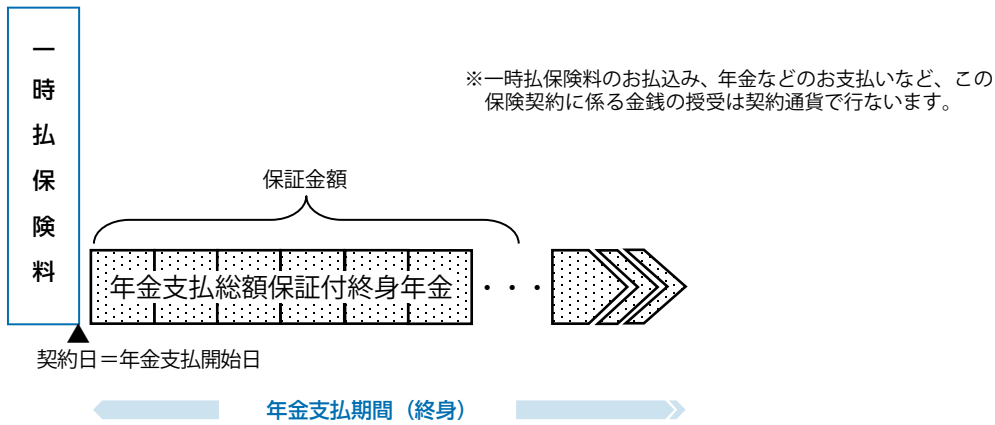 一時払保険料
※一時払保険料のお払込み、年金などのお支払いなど、この
保険契約に係る金銭の授受は契約通貨で行ないます。
保証金額
年金支払総額保証付終身年金
・・・
契約日＝年金支払開始日
年金支払期間（終身）